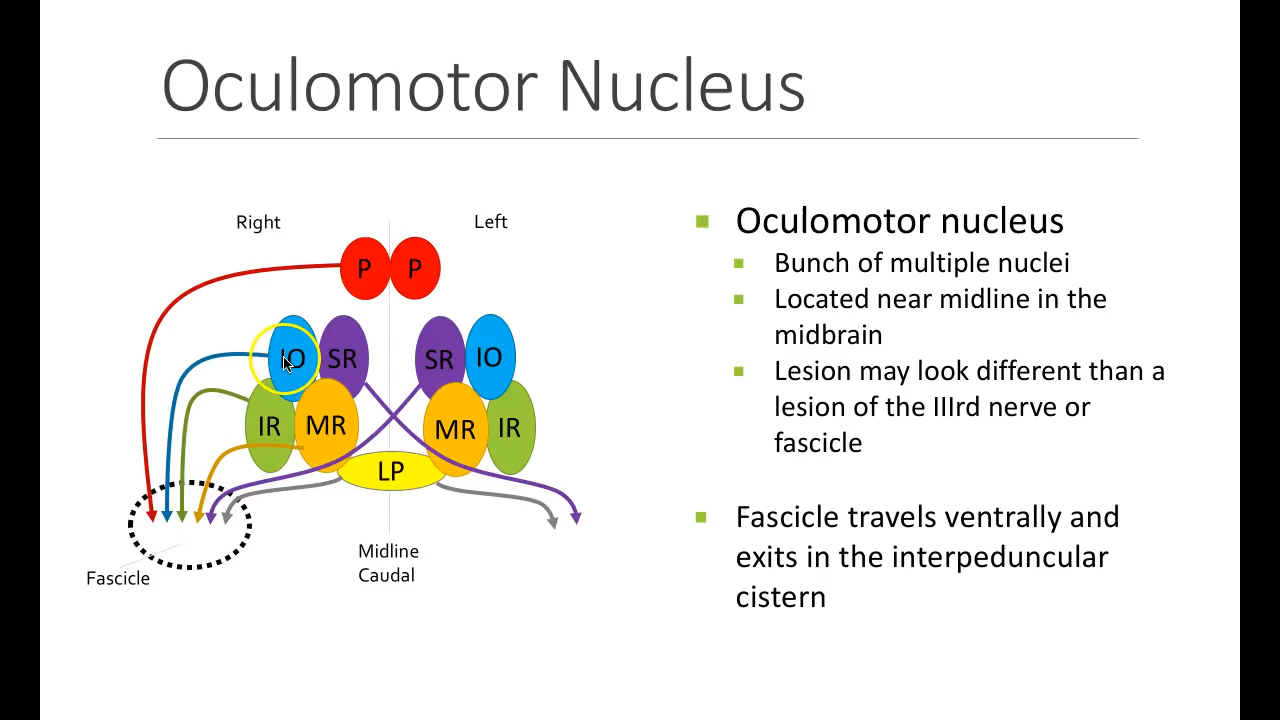 Oculomotor Nucleus
Right
Left
P
P
IO
SR
SR
IO
IR
MR
MR
IR
LP
Fascicle
Midline
Caudal
Oculomotor nucleus
Bunch of multiple nuclei
Located near midline in the
midbrain
Lesion may look different than a
lesion of the IIIrd nerve or
fascicle
Fascicle travels ventrally and
exits in the interpeduncular
cistern